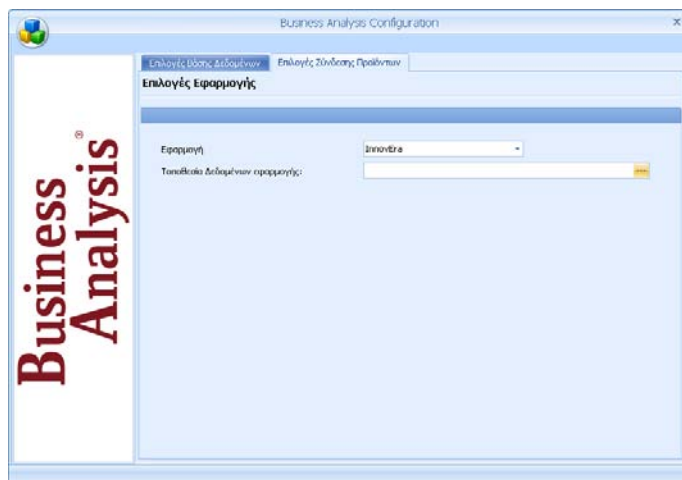 Business Analysis Configuration
Επιλογές Βάσης Δεδομένων
Επιλογές Σύνδεσης Προϊόντων
Επιλογές Εφαρμογής
Εφαρμογή
InnovEra
Τοποθεσία Δεδομένων εφαρμογής:
Business
Analysis®